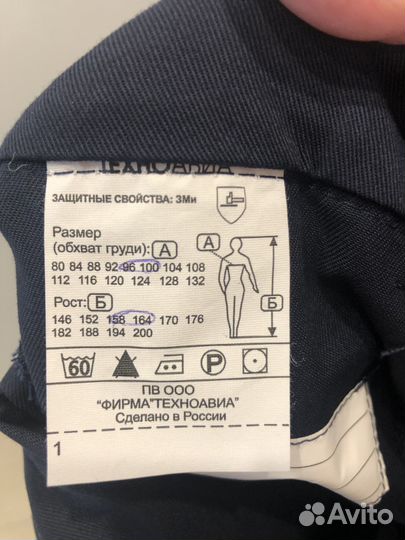 ТЕХНОАВИА
ЗАЩИТНЫЕ СВОЙСТВА: ЗМи
Размер
(обхват груди): А
80 84 88 92 96 100 104 108
112 116 120 124 128 132
Рост: Б
146 152 158 164 170 176
182 188 194 200
А
Б
60
P
ПВ ООО
"ФИРМА"ТЕХНОАВИА"
Сделано в России
1
Avito